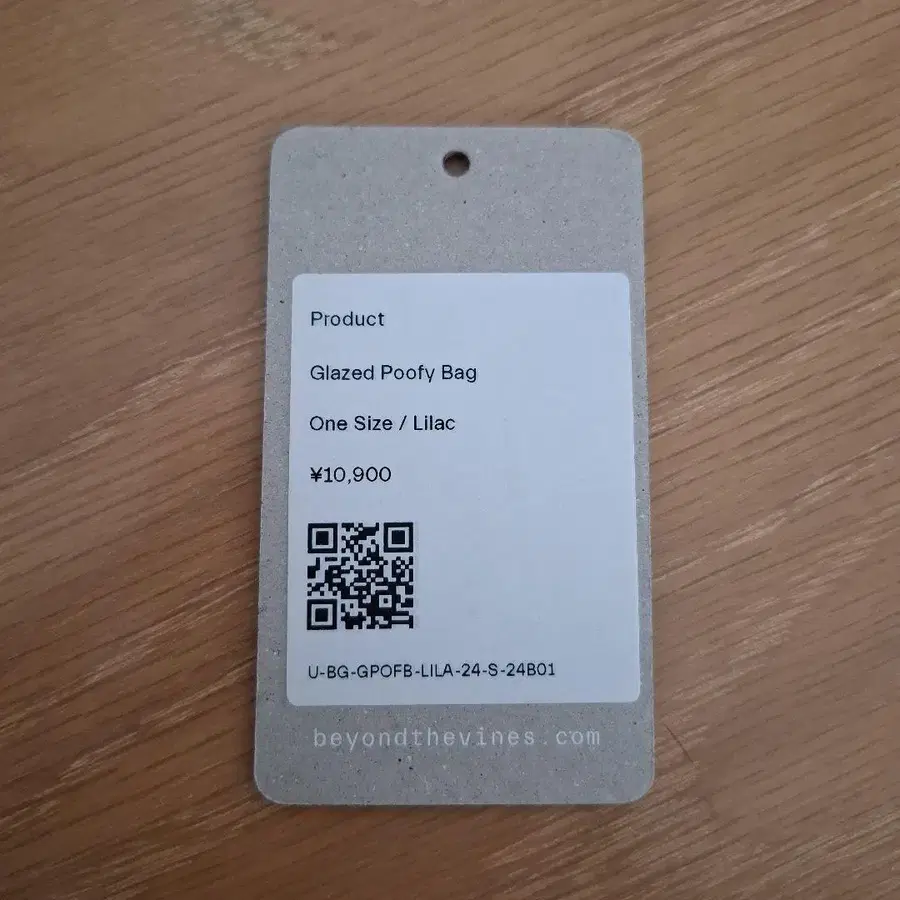 Product
Glazed Poofy Bag
One Size / Lilac
¥10,900
U-BG-GPOFB-LILA-24-S-24B01
beyondthevines.com